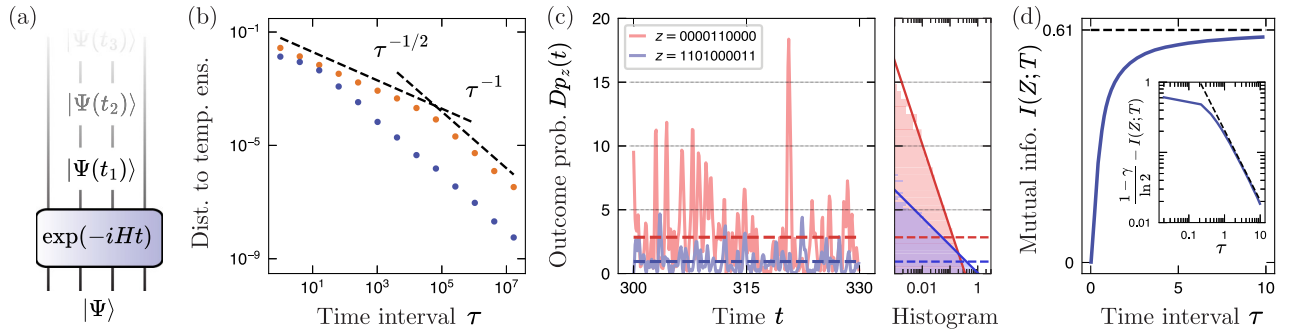 (a)
|Ψ(t₃)⟩
|Ψ(t₂)⟩
|Ψ(t₁)⟩
exp(−iHt)
|Ψ⟩
(b)
Dist. to temp. ens.
10⁻¹
10⁻⁵
10⁻⁹
τ⁻¹/²
τ⁻¹
10¹
10³
10⁵
10⁷
Time interval τ
(c)
Outcome prob. Dp_z(t)
20
15
10
5
0
z = 0000110000
z = 1101000011
300
315
330
Time t
0.01
1
Histogram
(d)
Mutual info. I(Z; T)
0.61
0
(1 − γ)/ln 2 − I(Z; T)
1
0.01
0.1
1
10
τ
0
5
10
Time interval τ